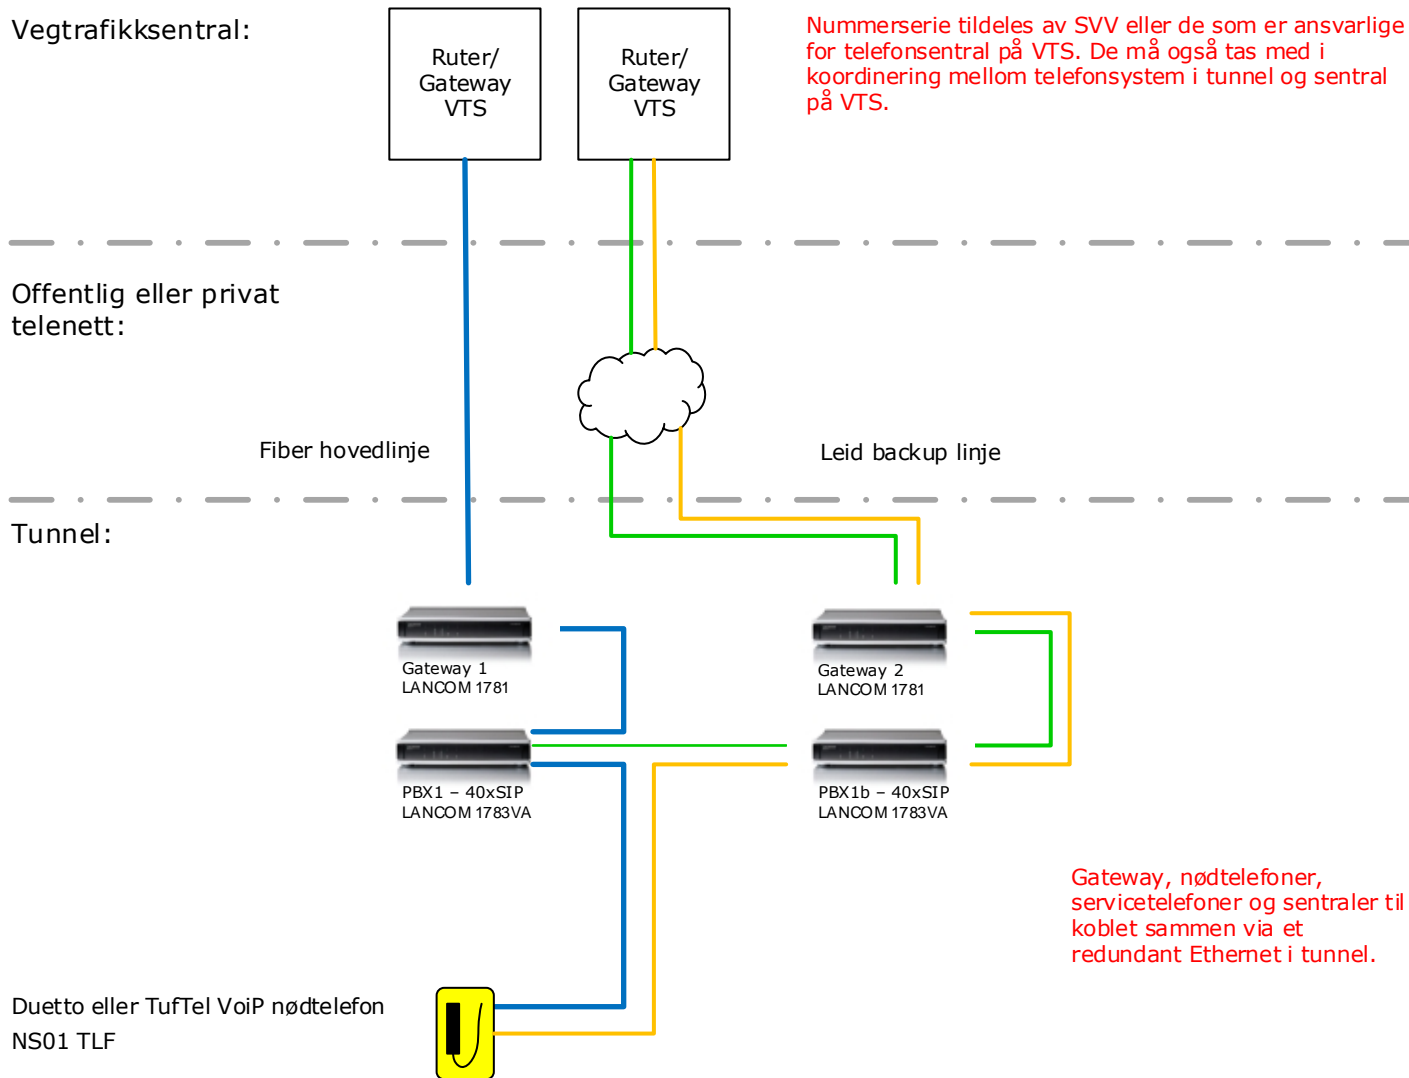 Vegtrafikksentral:
Ruter/
Gateway
VTS
Ruter/
Gateway
VTS
Nummerserie tildeles av SVV eller de som er ansvarlige
for telefonsentral på VTS. De må også tas med i
koordinering mellom telefonsystem i tunnel og sentral
på VTS.
Offentlig eller privat
telenett:
Fiber hovedlinje
Leid backup linje
Tunnel:
Gateway 1
LANCOM 1781
Gateway 2
LANCOM 1781
PBX1 – 40xSIP
LANCOM 1783VA
PBX1b – 40xSIP
LANCOM 1783VA
Gateway, nødtelefoner,
servicetelefoner og sentraler til
koblet sammen via et
redundant Ethernet i tunnel.
Duetto eller TufTel VoiP nødtelefon
NS01 TLF